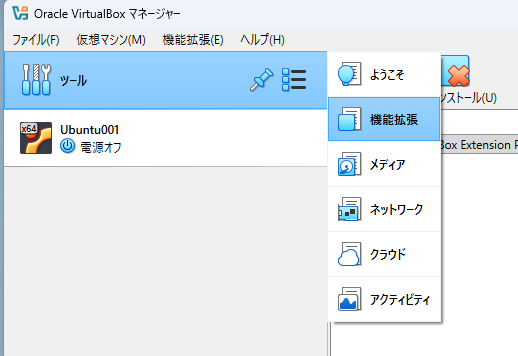 Oracle VirtualBox マネージャー
ファイル(F) 仮想マシン(M) 機能拡張(E) ヘルプ(H)
ツール
x64
Ubuntu001
電源オフ
ようこそ
機能拡張
メディア
ネットワーク
クラウド
アクティビティ
ンストール(U)
Box Extension P